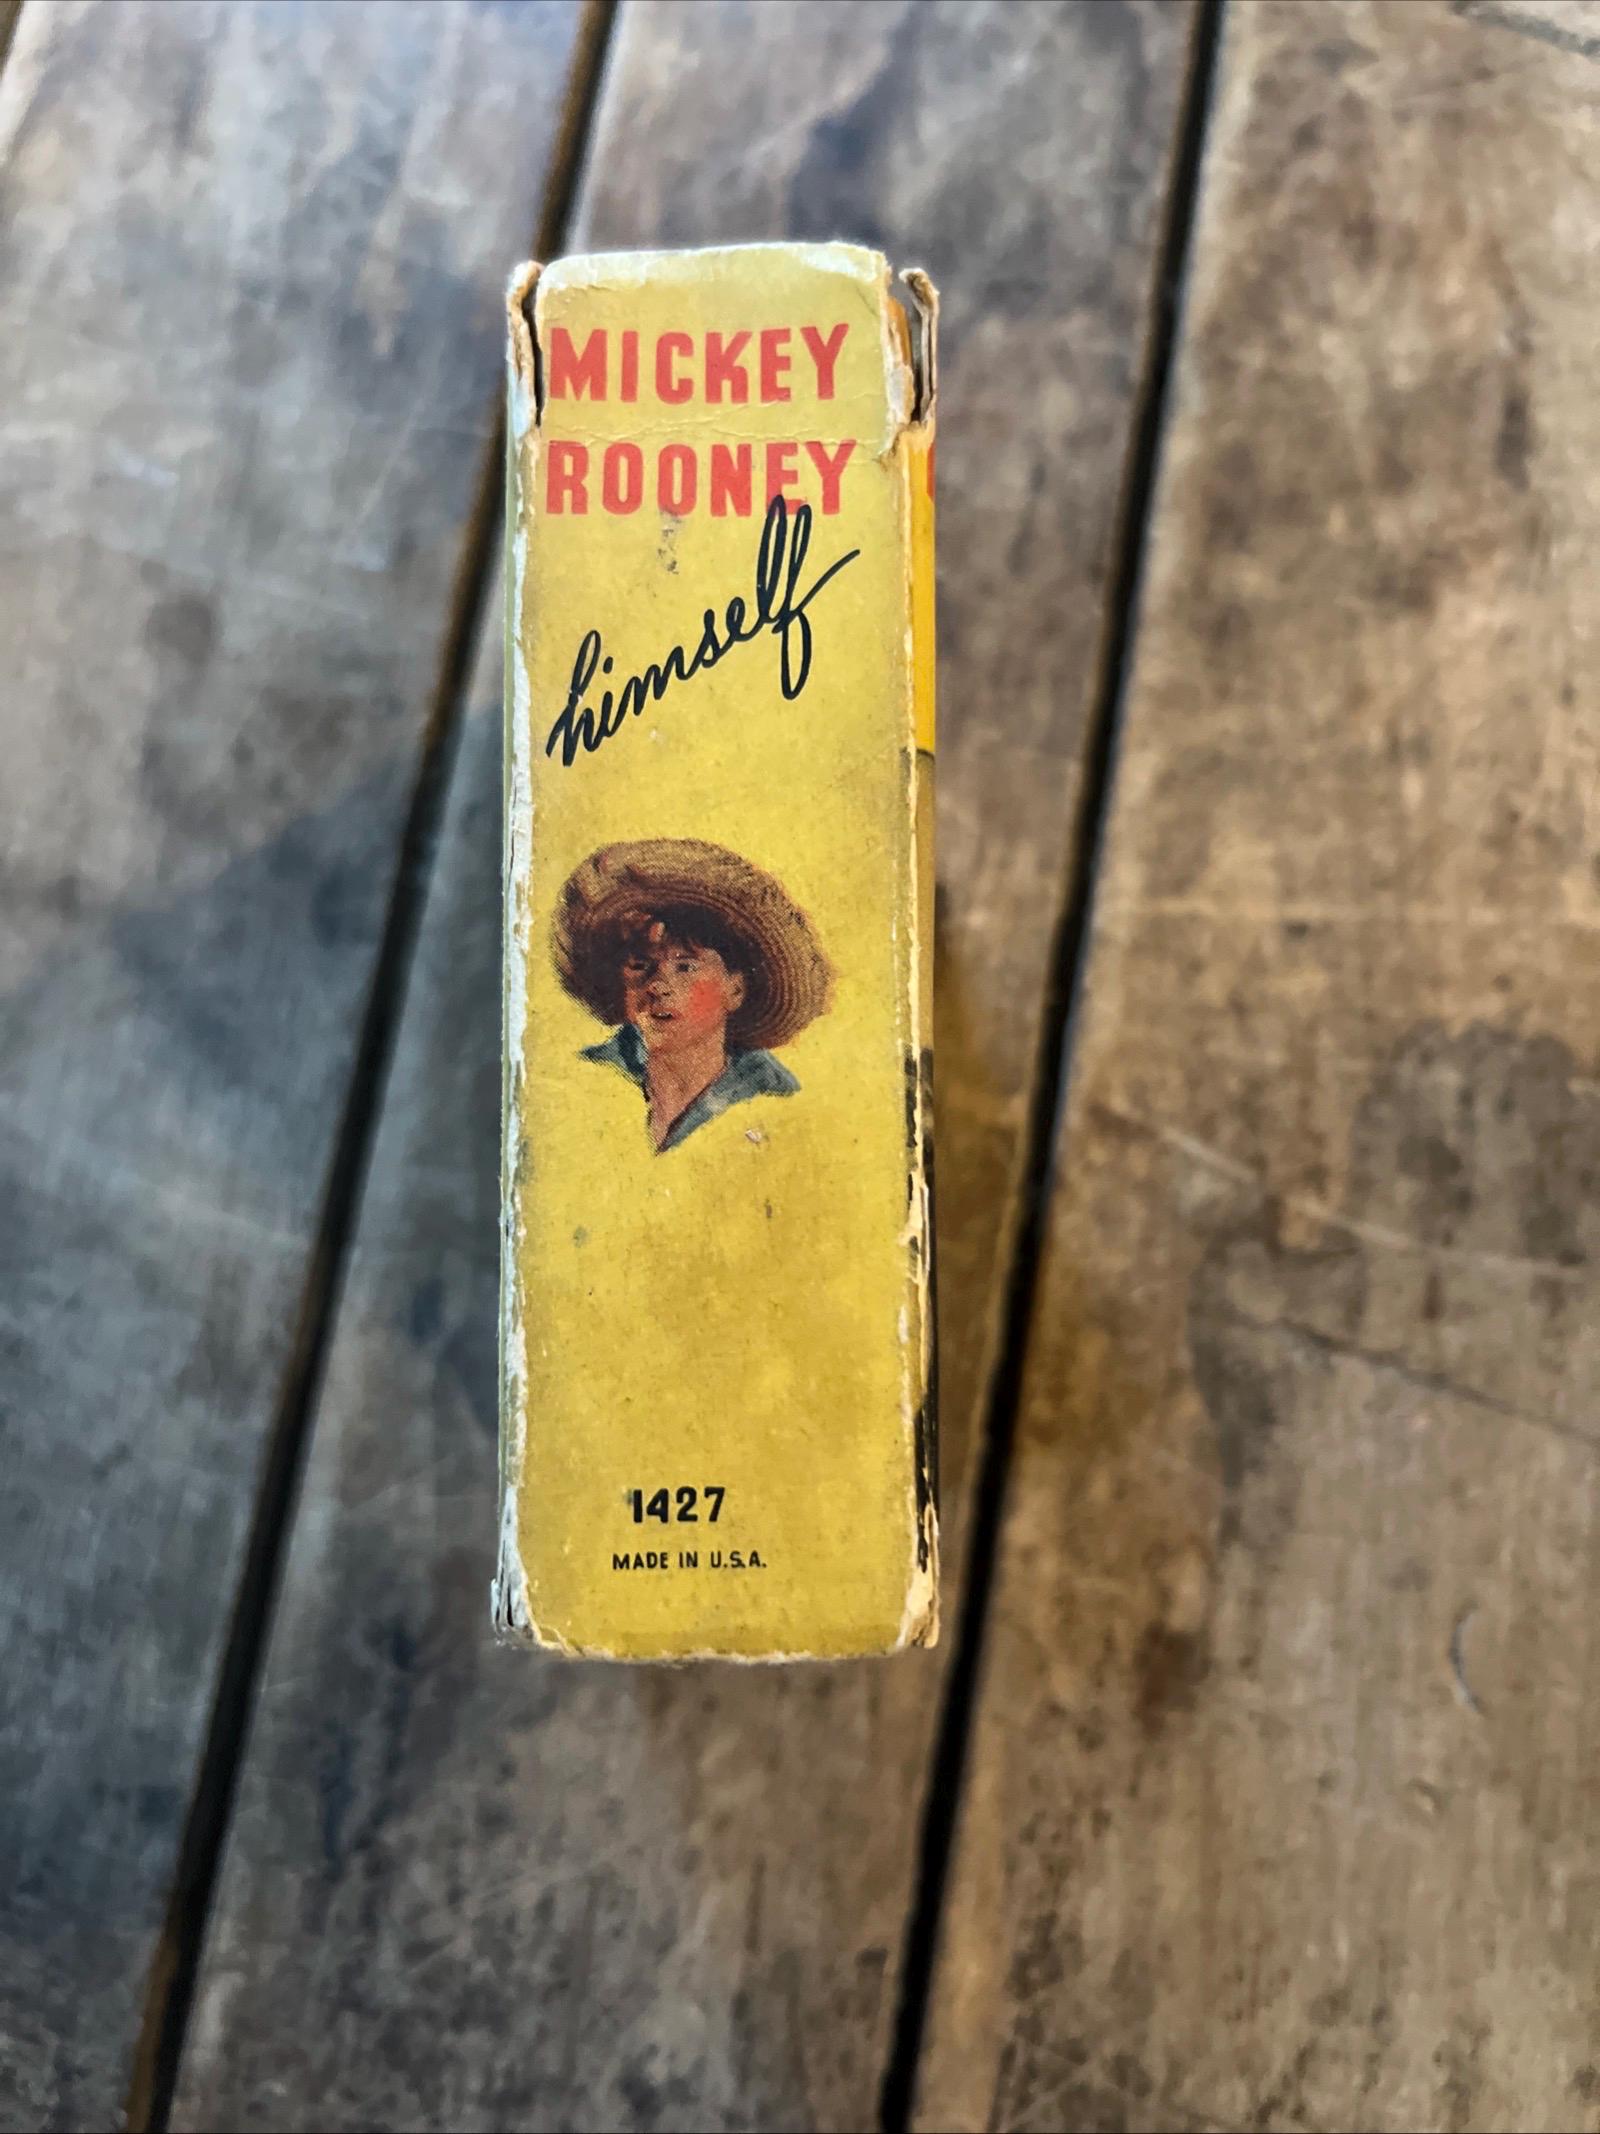 MICKEY
ROONEY
himself
1427
MADE IN U.S.A.